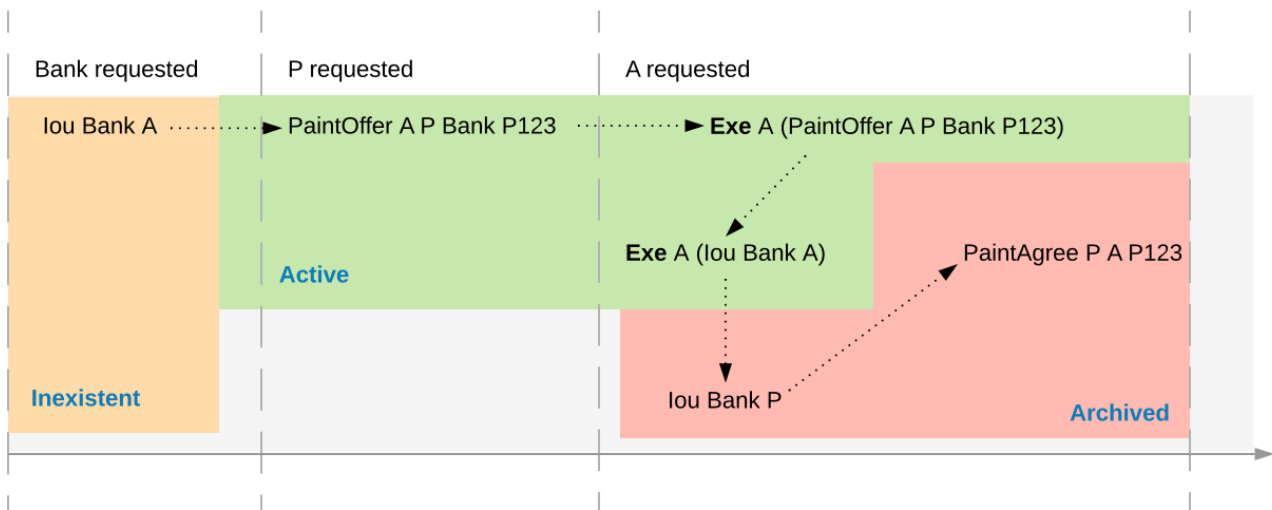 Bank requested
P requested
A requested
Iou Bank A
PaintOffer A P Bank P123
Exe A (PaintOffer A P Bank P123)
Exe A (Iou Bank A)
PaintAgree P A P123
Active
Inexistent
Iou Bank P
Archived